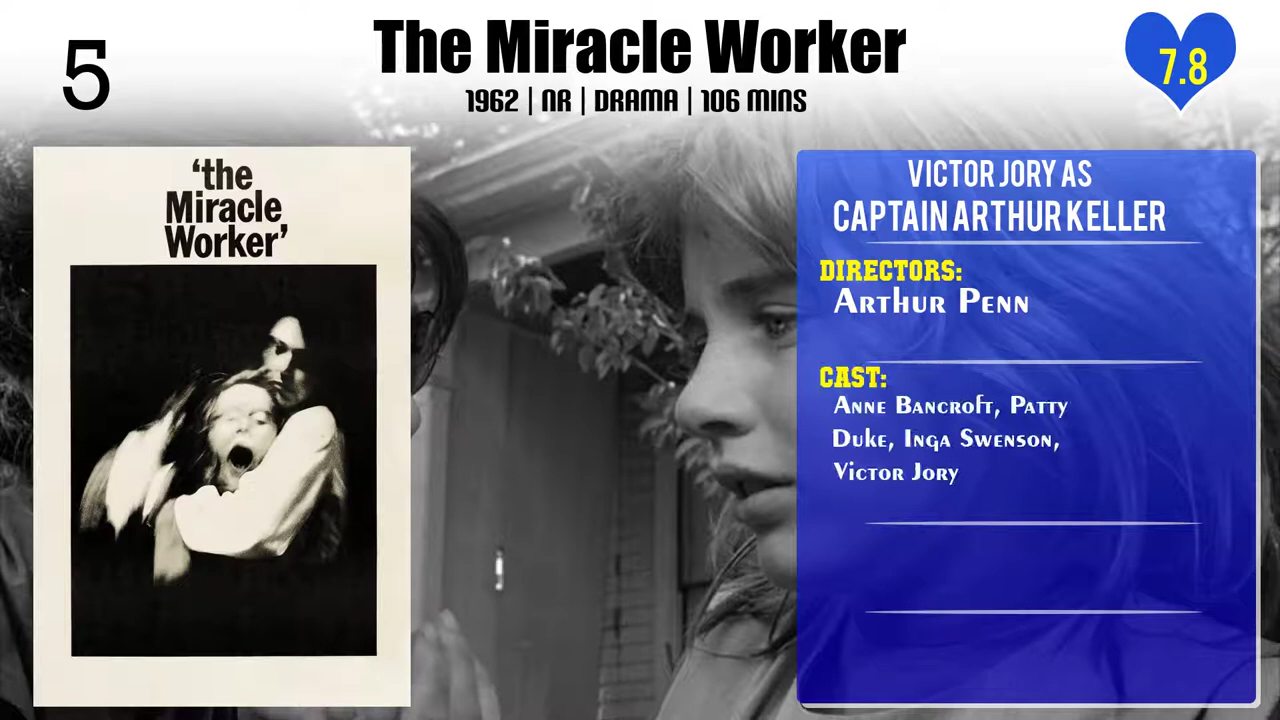 5
The Miracle Worker
1962 | NR | DRAMA | 106 MINS
7.8
‘the
Miracle
Worker’
VICTOR JORY AS
CAPTAIN ARTHUR KELLER
DIRECTORS:
ARTHUR PENN
CAST:
ANNE BANCROFT, PATTY
DUKE, INGA SWENSON,
VICTOR JORY